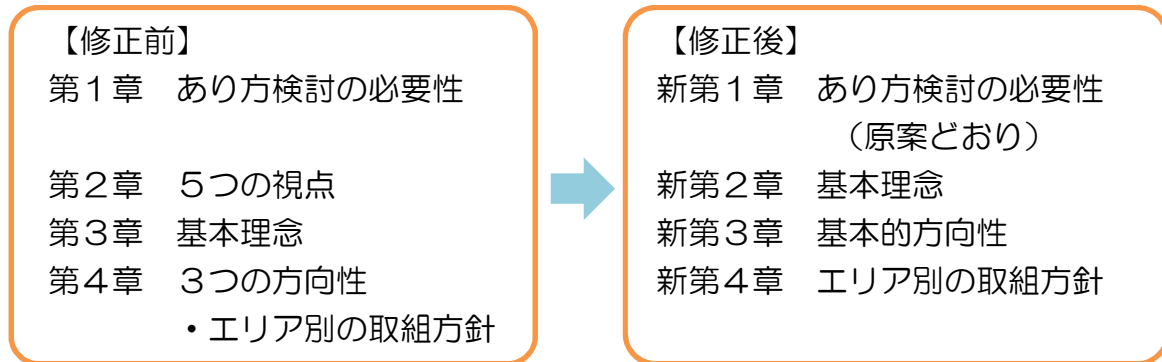 【修正前】
第１章　あり方検討の必要性
第２章　５つの視点
第３章　基本理念
第４章　３つの方向性
・エリア別の取組方針
【修正後】
新第１章　あり方検討の必要性
（原案どおり）
新第２章　基本理念
新第３章　基本的方向性
新第４章　エリア別の取組方針